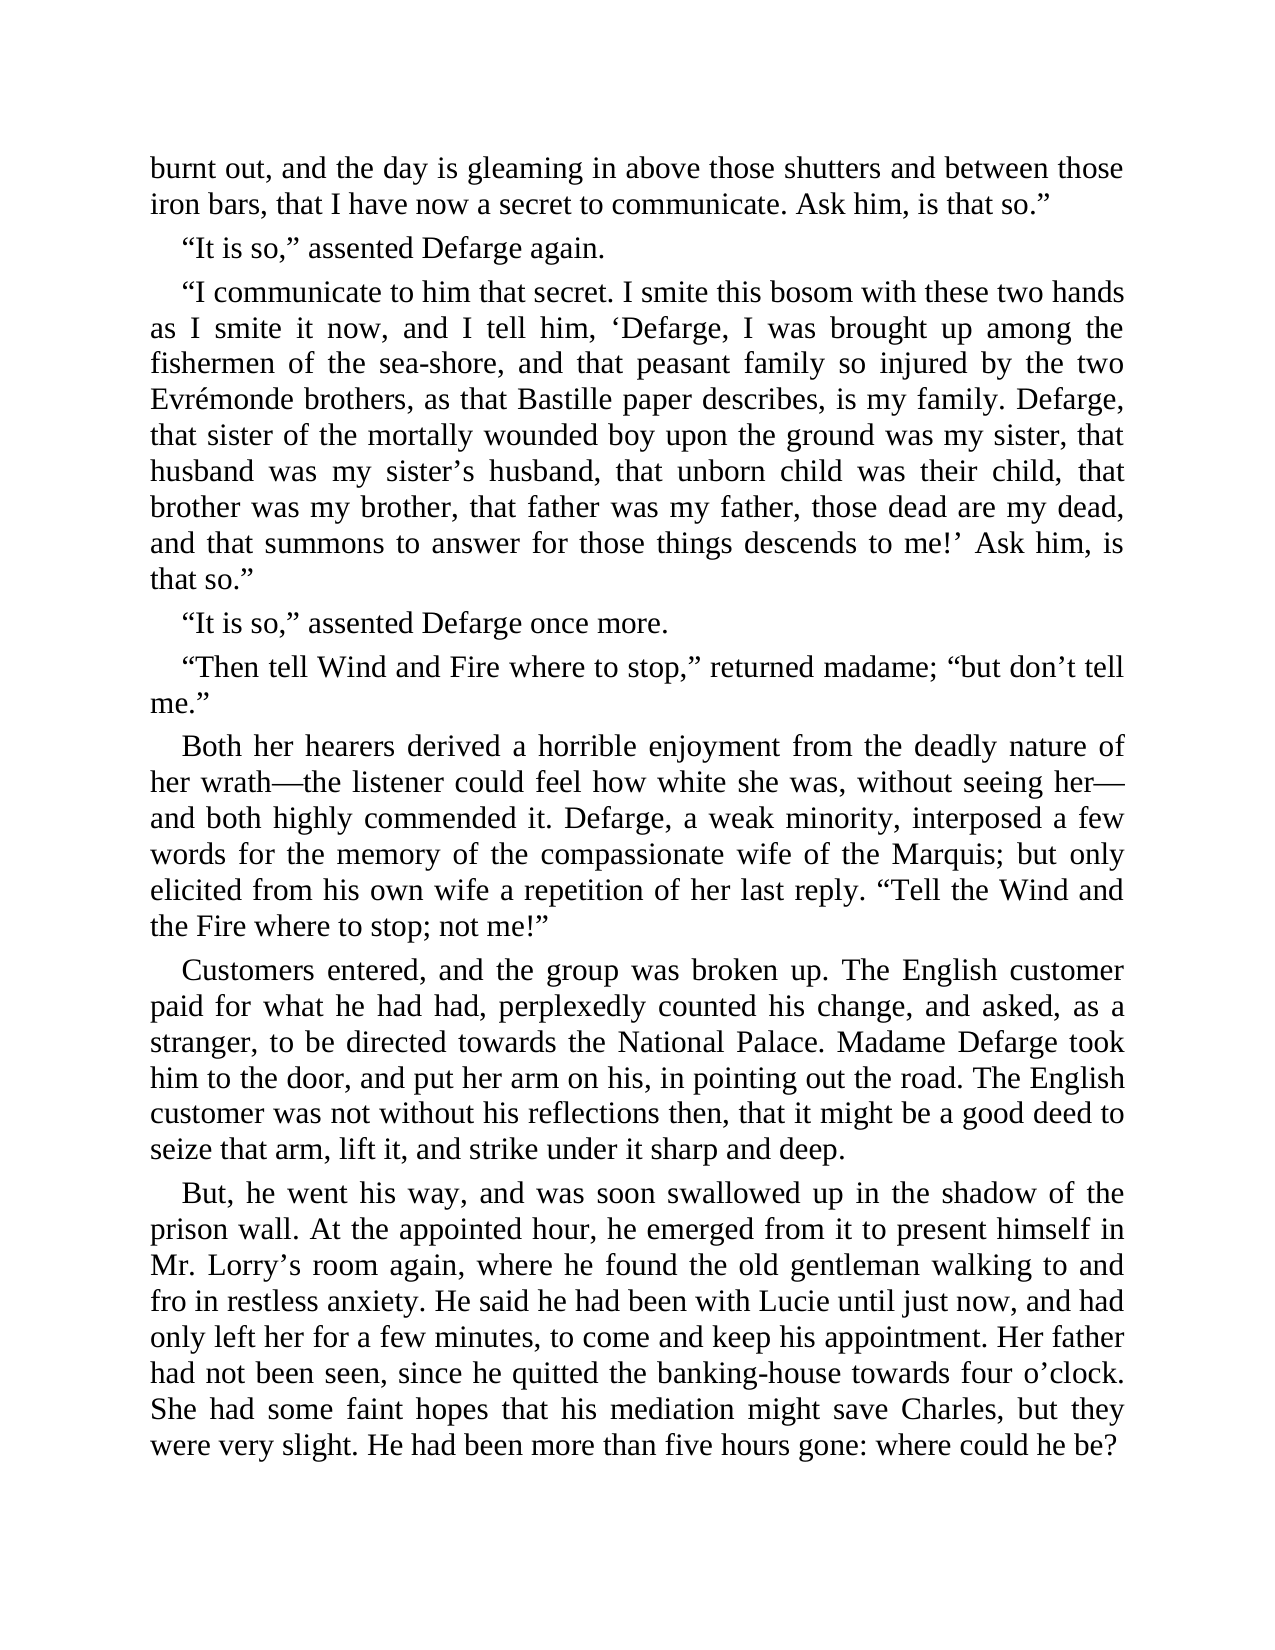 burnt out, and the day is gleaming in above those shutters and between those
iron bars, that I have now a secret to communicate. Ask him, is that so.”
“It is so,” assented Defarge again.
“I communicate to him that secret. I smite this bosom with these two hands
as I smite it now, and I tell him, ‘Defarge, I was brought up among the
fishermen of the sea-shore, and that peasant family so injured by the two
Evrémonde brothers, as that Bastille paper describes, is my family. Defarge,
that sister of the mortally wounded boy upon the ground was my sister, that
husband was my sister’s husband, that unborn child was their child, that
brother was my brother, that father was my father, those dead are my dead,
and that summons to answer for those things descends to me!’ Ask him, is
that so.”
“It is so,” assented Defarge once more.
“Then tell Wind and Fire where to stop,” returned madame; “but don’t tell
me.”
Both her hearers derived a horrible enjoyment from the deadly nature of
her wrath—the listener could feel how white she was, without seeing her—
and both highly commended it. Defarge, a weak minority, interposed a few
words for the memory of the compassionate wife of the Marquis; but only
elicited from his own wife a repetition of her last reply. “Tell the Wind and
the Fire where to stop; not me!”
Customers entered, and the group was broken up. The English customer
paid for what he had had, perplexedly counted his change, and asked, as a
stranger, to be directed towards the National Palace. Madame Defarge took
him to the door, and put her arm on his, in pointing out the road. The English
customer was not without his reflections then, that it might be a good deed to
seize that arm, lift it, and strike under it sharp and deep.
But, he went his way, and was soon swallowed up in the shadow of the
prison wall. At the appointed hour, he emerged from it to present himself in
Mr. Lorry’s room again, where he found the old gentleman walking to and
fro in restless anxiety. He said he had been with Lucie until just now, and had
only left her for a few minutes, to come and keep his appointment. Her father
had not been seen, since he quitted the banking-house towards four o’clock.
She had some faint hopes that his mediation might save Charles, but they
were very slight. He had been more than five hours gone: where could he be?